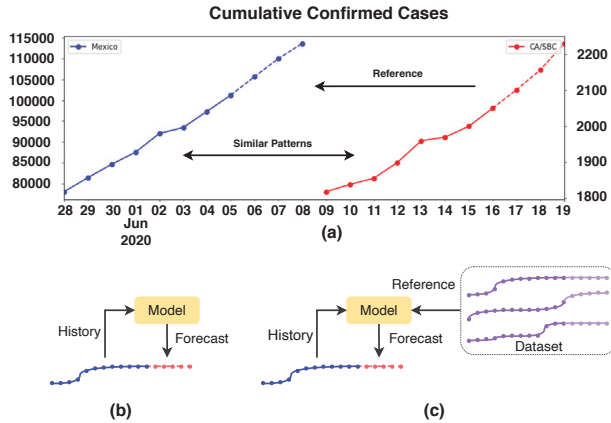 Cumulative Confirmed Cases
115000
110000
105000
100000
95000
90000
85000
80000
Mexico
CA/SBC
Reference
Similar Patterns
2200
2100
2000
1900
1800
28 29 30 01 02 03 04 05 06 07 08 09 10 11 12 13 14 15 16 17 18 19
Jun
2020
(a)
Model
History
Forecast
(b)
Reference
Model
History
Forecast
Dataset
(c)